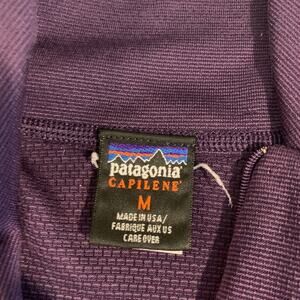 patagonia®
CAPILENE®
M
MADE IN USA/
FABRIQUE AUX US
CARE OVER